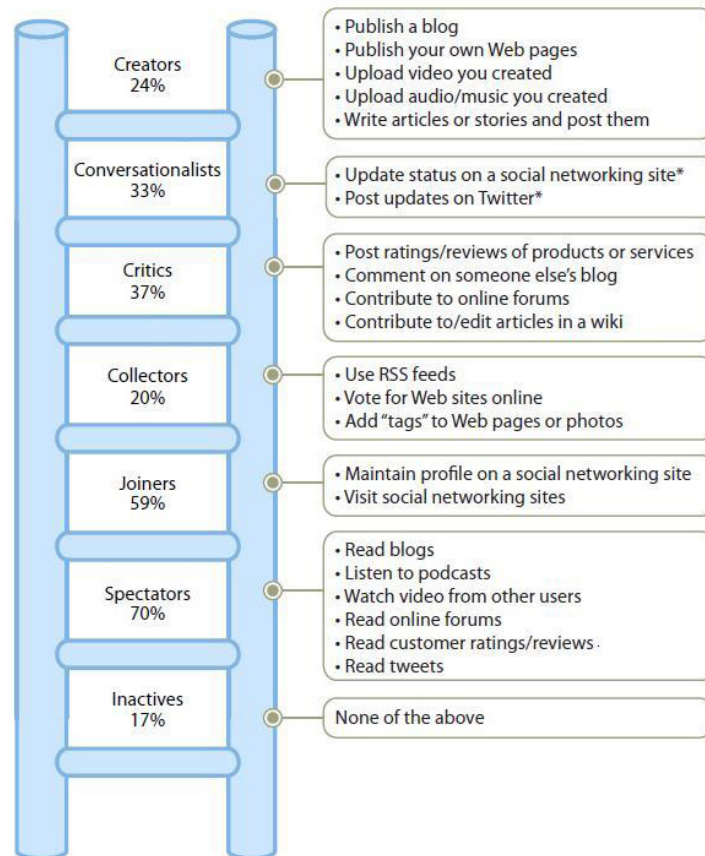 Creators
24%
• Publish a blog
• Publish your own Web pages
• Upload video you created
• Upload audio/music you created
• Write articles or stories and post them
Conversationalists
33%
• Update status on a social networking site*
• Post updates on Twitter*
Critics
37%
• Post ratings/reviews of products or services
• Comment on someone else's blog
• Contribute to online forums
• Contribute to/edit articles in a wiki
Collectors
20%
• Use RSS feeds
• Vote for Web sites online
• Add “tags” to Web pages or photos
Joiners
59%
• Maintain profile on a social networking site
• Visit social networking sites
Spectators
70%
• Read blogs
• Listen to podcasts
• Watch video from other users
• Read online forums
• Read customer ratings/reviews .
• Read tweets
Inactives
17%
None of the above